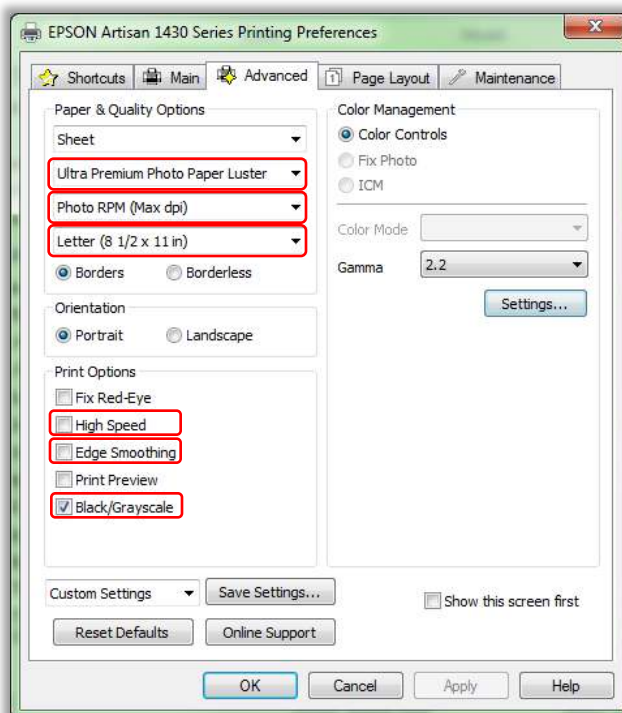 EPSON Artisan 1430 Series Printing Preferences
Shortcuts
Main
Advanced
1 Page Layout
Maintenance
Paper & Quality Options
Sheet
Ultra Premium Photo Paper Luster
Photo RPM (Max dpi)
Letter (8 1/2 x 11 in)
Borders
Borderless
Orientation
Portrait
Landscape
Print Options
Fix Red-Eye
High Speed
Edge Smoothing
Print Preview
Black/Grayscale
Color Management
Color Controls
Fix Photo
ICM
Color Mode
Gamma
2.2
Settings...
Custom Settings
Save Settings...
Show this screen first
Reset Defaults
Online Support
OK
Cancel
Apply
Help